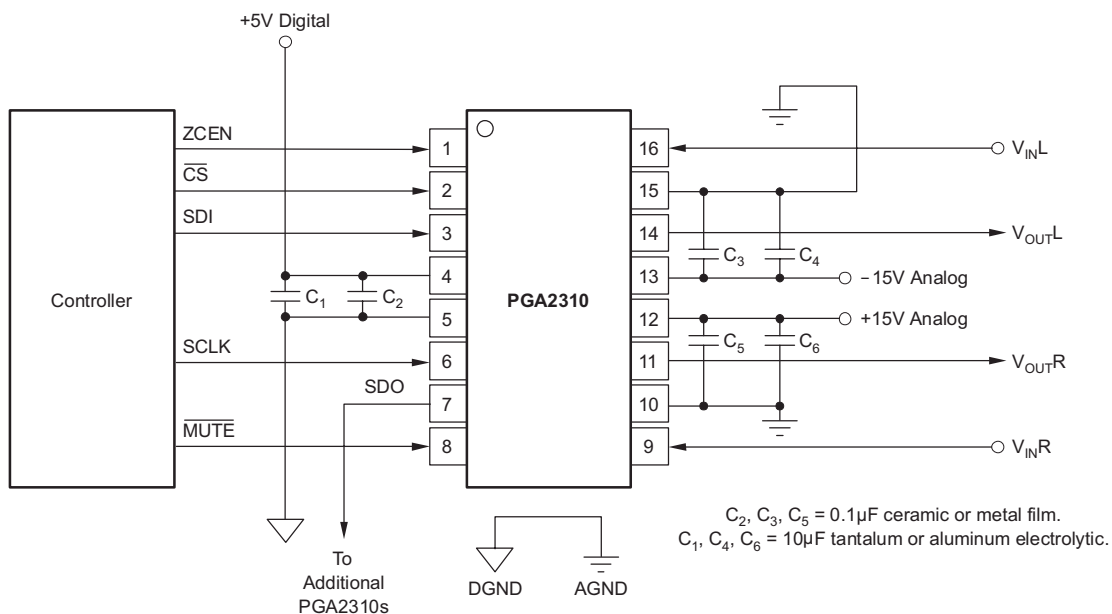 +5V Digital
Controller
ZCEN
CS
SDI
SCLK
SDO
MUTE
C1
C2
1
2
3
4
5
6
7
8
PGA2310
16
15
14
13
12
11
10
9
VINL
VOUTL
C3
C4
–15V Analog
+15V Analog
C5
C6
VOUTR
VINR
To
Additional
PGA2310s
DGND
AGND
C2, C3, C5 = 0.1µF ceramic or metal film.
C1, C4, C6 = 10µF tantalum or aluminum electrolytic.